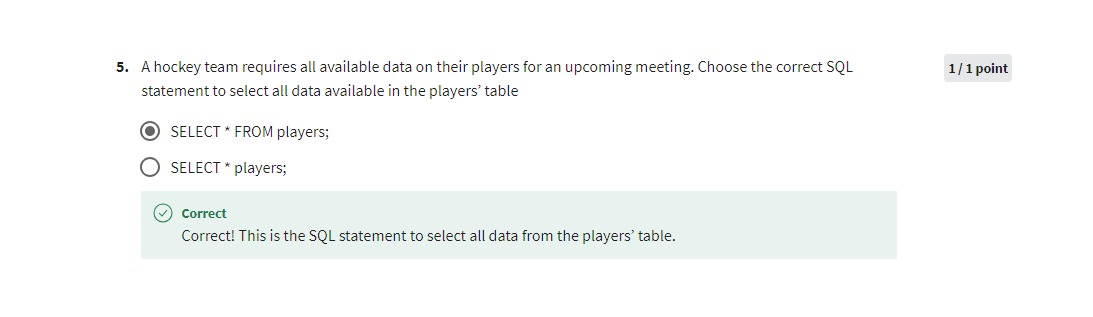 5. A hockey team requires all available data on their players for an upcoming meeting. Choose the correct SQL
1 / 1 point
statement to select all data available in the players’ table
SELECT * FROM players;
SELECT * players;
Correct
Correct! This is the SQL statement to select all data from the players’ table.